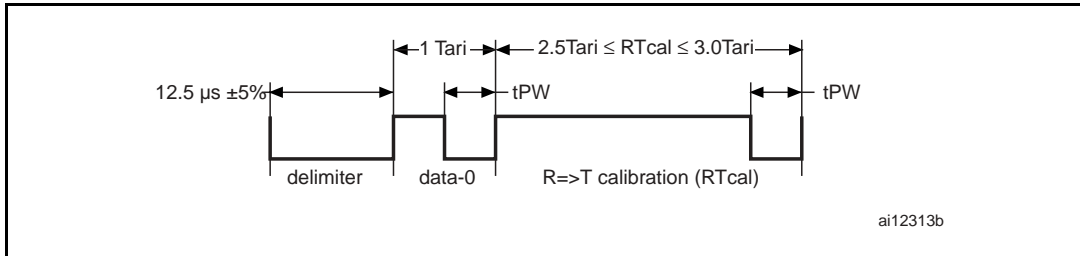 1 Tari
2.5Tari ≤ RTcal ≤ 3.0Tari
12.5 µs ±5%
tPW
tPW
delimiter
data-0
R=>T calibration (RTcal)
ai12313b